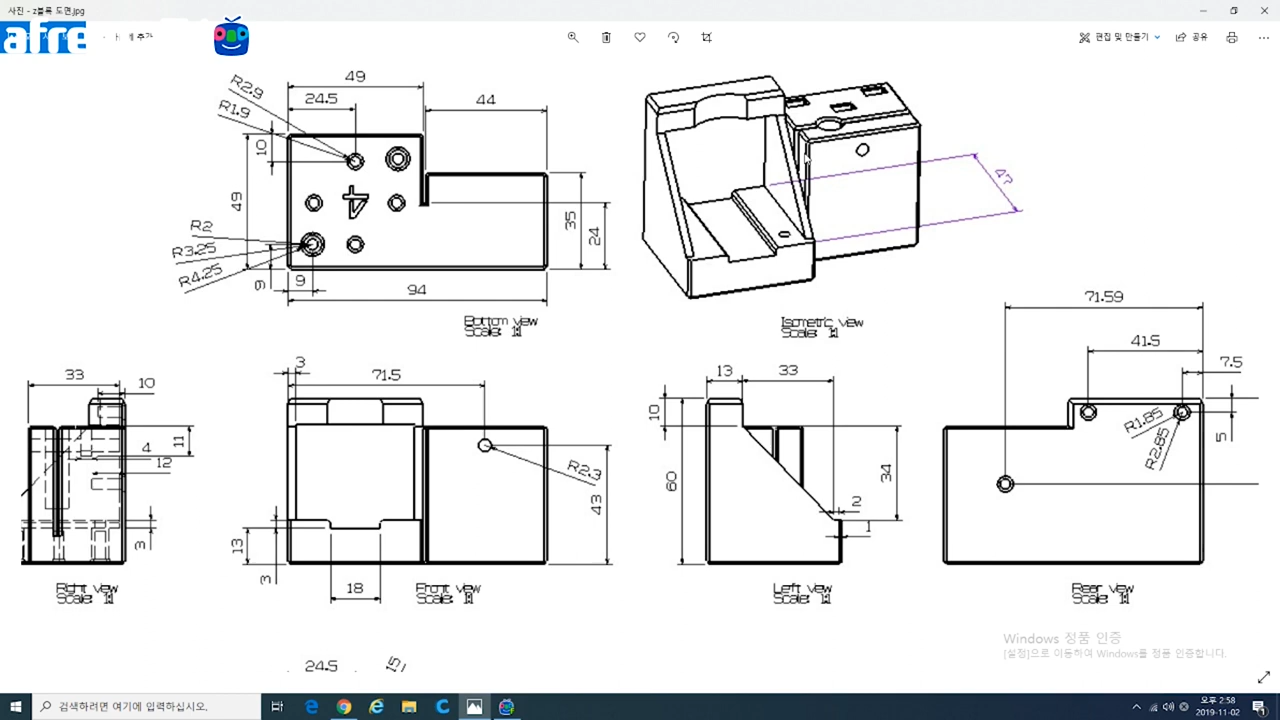 사진 - z블록 도면.jpg
afre
추가
편집 및 만들기
공유
R2.9
R1.9
49
24.5
44
10
49
R2
R3.25
R4.25
9
9
94
35
24
Bottom view
Scale: 1:1
47
Isometric view
Scale: 1:1
33
10
11
4
12
3
Right view
Scale: 1:1
3
71.5
R2.3
43
13
3
18
Front view
Scale: 1:1
13
33
10
60
34
2
1
Left view
Scale: 1:1
71.59
41.5
7.5
R1.85
R2.85
5
Rear view
Scale: 1:1
24.5
Windows 정품 인증
[설정]으로 이동하여 Windows를 정품 인증합니다.
검색하려면 여기에 입력하십시오.
오후 2:58
2019-11-02